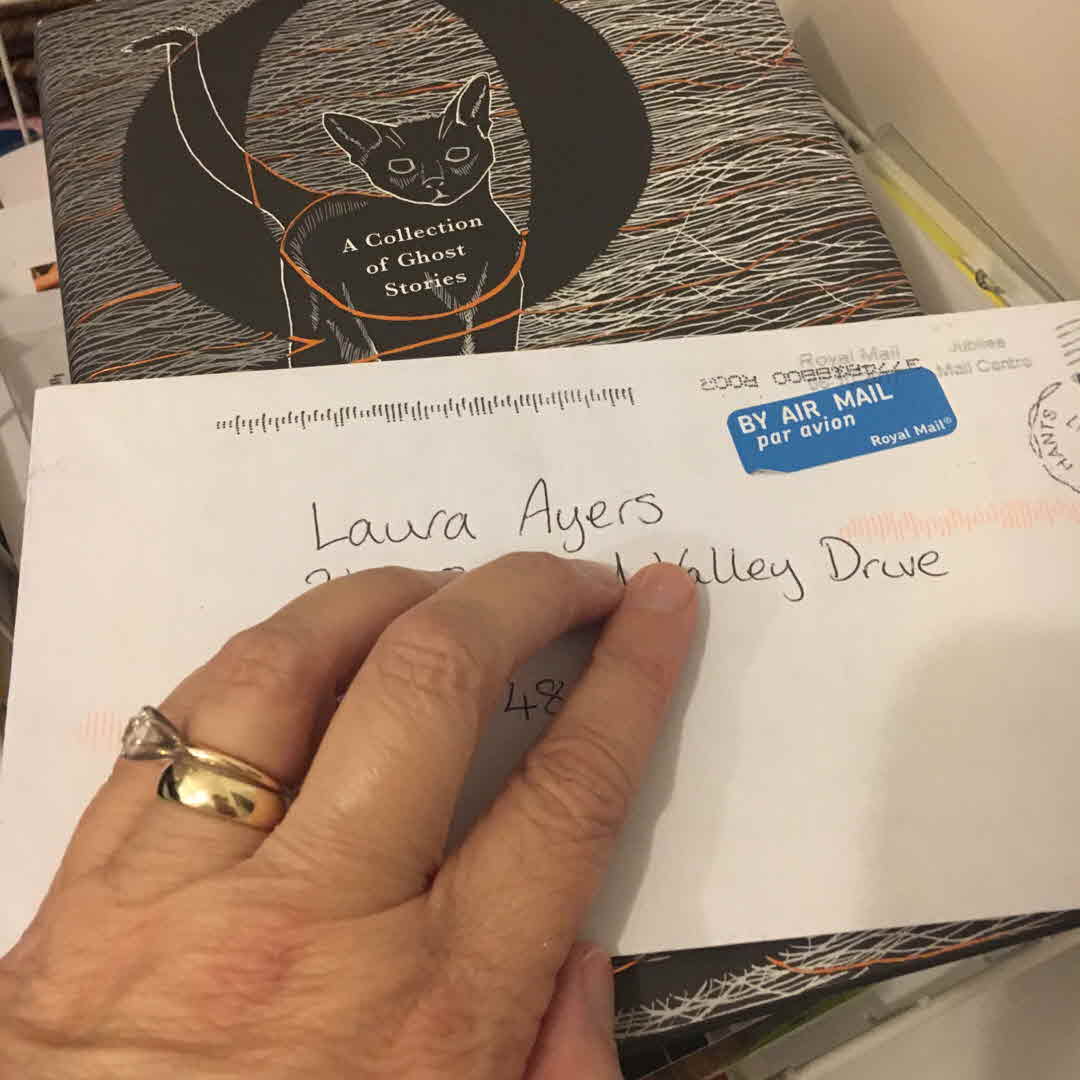 A Collection
of Ghost
Stories
Royal Mail
Jubilee
Mail Centre
BY AIR MAIL
par avion
Royal Mail®
HANTS
Laura Ayers
Valley Drive
48